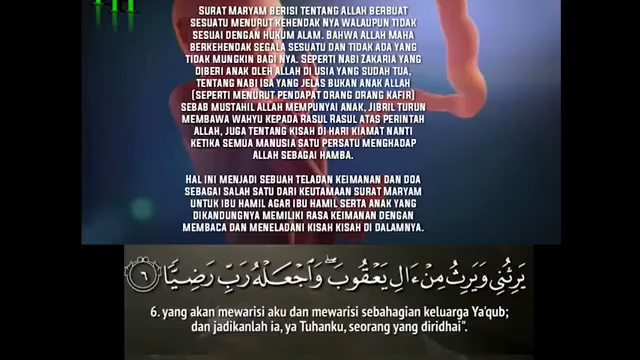 SURAT MARYAM BERISI TENTANG ALLAH BERBUAT
SESUATU MENURUT KEHENDAK NYA WALAUPUN TIDAK
SESUAI DENGAN HUKUM ALAM. BAHWA ALLAH MAHA
BERKEHENDAK SEGALA SESUATU DAN TIDAK ADA YANG
TIDAK MUNGKIN BAGI NYA. SEPERTI NABI ZAKARIA YANG
DIBERI ANAK OLEH ALLAH DI USIA YANG SUDAH TUA,
TENTANG NABI ISA YANG JELAS BUKAN ANAK ALLAH
(SEPERTI MENURUT PENDAPAT ORANG ORANG KAFIR)
SEBAB MUSTAHIL ALLAH MEMPUNYAI ANAK, JIBRIL TURUN
MEMBAWA WAHYU KEPADA RASUL RASUL ATAS PERINTAH
ALLAH, JUGA TENTANG KISAH DI HARI KIAMAT NANTI
KETIKA SEMUA MANUSIA SATU PERSATU MENGHADAP
ALLAH SEBAGAI HAMBA.
HAL INI MENJADI SEBUAH TELADAN KEIMANAN DAN DOA
SEBAGAI SALAH SATU DARI KEUTAMAAN SURAT MARYAM
UNTUK IBU HAMIL AGAR IBU HAMIL SERTA ANAK YANG
DIKANDUNGNYA MEMILIKI RASA KEIMANAN DENGAN
MEMBACA DAN MENELADANI KISAH KISAH DI DALAMNYA.
يَرِثُنِى وَيَرِثُ مِنْ ءَالِ يَعْقُوبَ ۖ وَٱجْعَلْهُ رَبِّ رَضِيًّا ٦
6. yang akan mewarisi aku dan mewarisi sebahagian keluarga Ya'qub;
dan jadikanlah ia, ya Tuhanku, seorang yang diridhai".